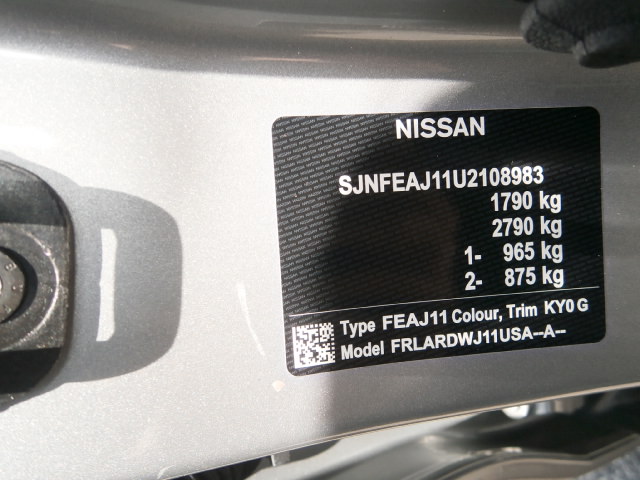 NISSAN
SJNFEAJ11U2108983
1790 kg
2790 kg
1- 965 kg
2- 875 kg
Type FEAJ11 Colour, Trim KY0 G
Model FRLARDWJ11USA--A--